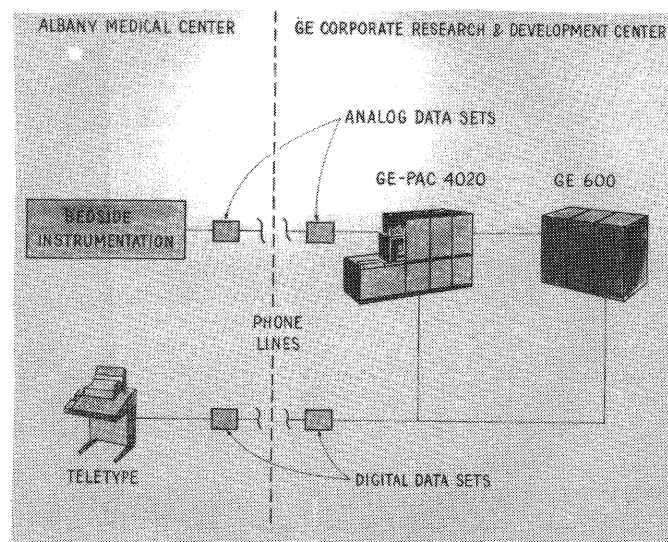 ALBANY MEDICAL CENTER
GE CORPORATE RESEARCH & DEVELOPMENT CENTER
ANALOG DATA SETS
GE-PAC 4020
GE 600
BEDSIDE
INSTRUMENTATION
PHONE
LINES
TELETYPE
DIGITAL DATA SETS